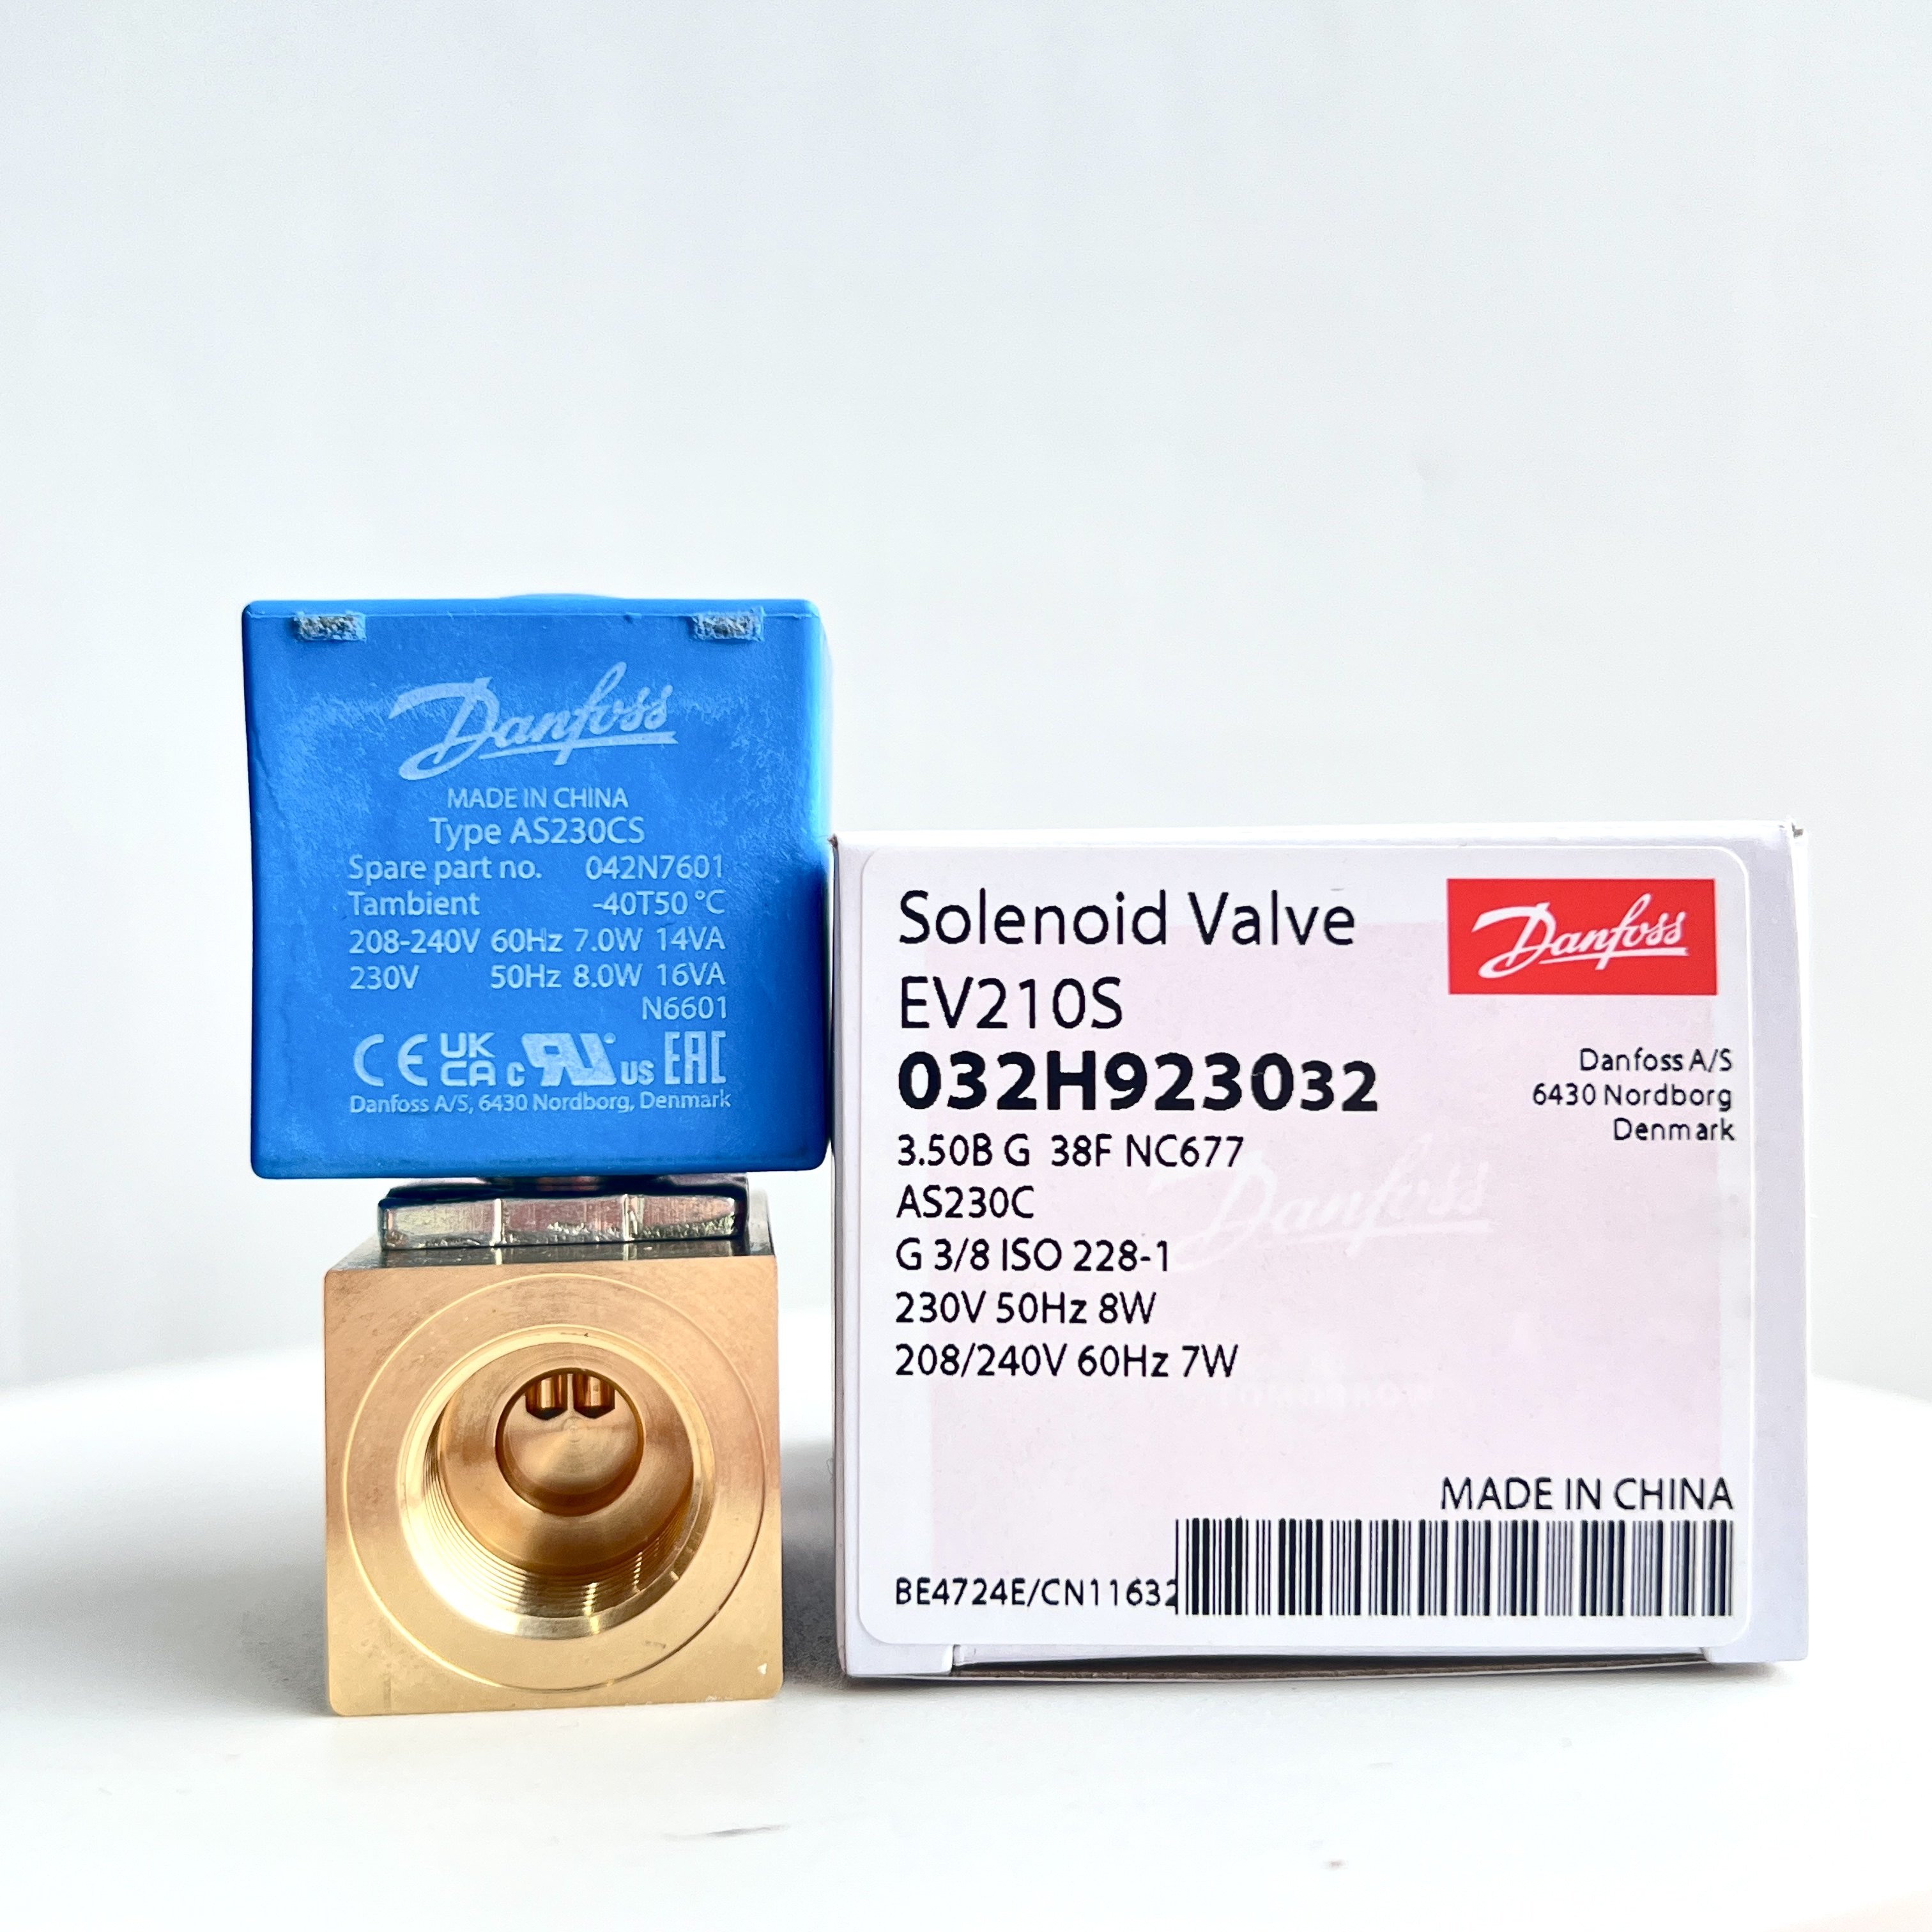 Danfoss
MADE IN CHINA
Type AS230CS
Spare part no. 042N7601
Tambient -40T50 °C
208-240V 60Hz 7.0W 14VA
230V 50Hz 8.0W 16VA
N6601
CE UK CA c RU us EAC
Danfoss A/S, 6430 Nordborg, Denmark
Solenoid Valve
Danfoss
EV210S
032H923032
Danfoss A/S
6430 Nordborg
Denmark
3.50B G 38F NC677
AS230C
Danfoss
G 3/8 ISO 228-1
230V 50Hz 8W
208/240V 60Hz 7W
MADE IN CHINA
BE4724E/CN11632